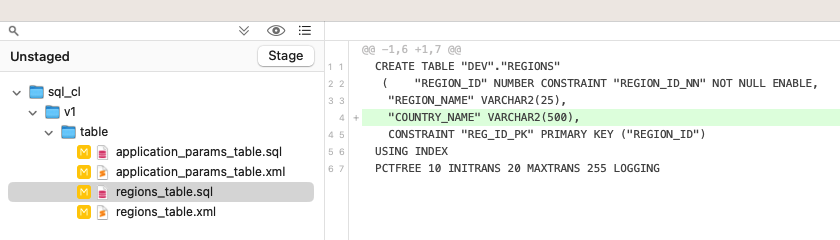 Unstaged
Stage
sql_cl
v1
table
M application_params_table.sql
M application_params_table.xml
M regions_table.sql
M regions_table.xml
@@ -1,6 +1,7 @@
1 1 CREATE TABLE "DEV"."REGIONS"
2 2 ( "REGION_ID" NUMBER CONSTRAINT "REGION_ID_NN" NOT NULL ENABLE,
3 3 "REGION_NAME" VARCHAR2(25),
4 + "COUNTRY_NAME" VARCHAR2(500),
4 5 CONSTRAINT "REG_ID_PK" PRIMARY KEY ("REGION_ID")
5 6 USING INDEX
6 7 PCTFREE 10 INITRANS 20 MAXTRANS 255 LOGGING